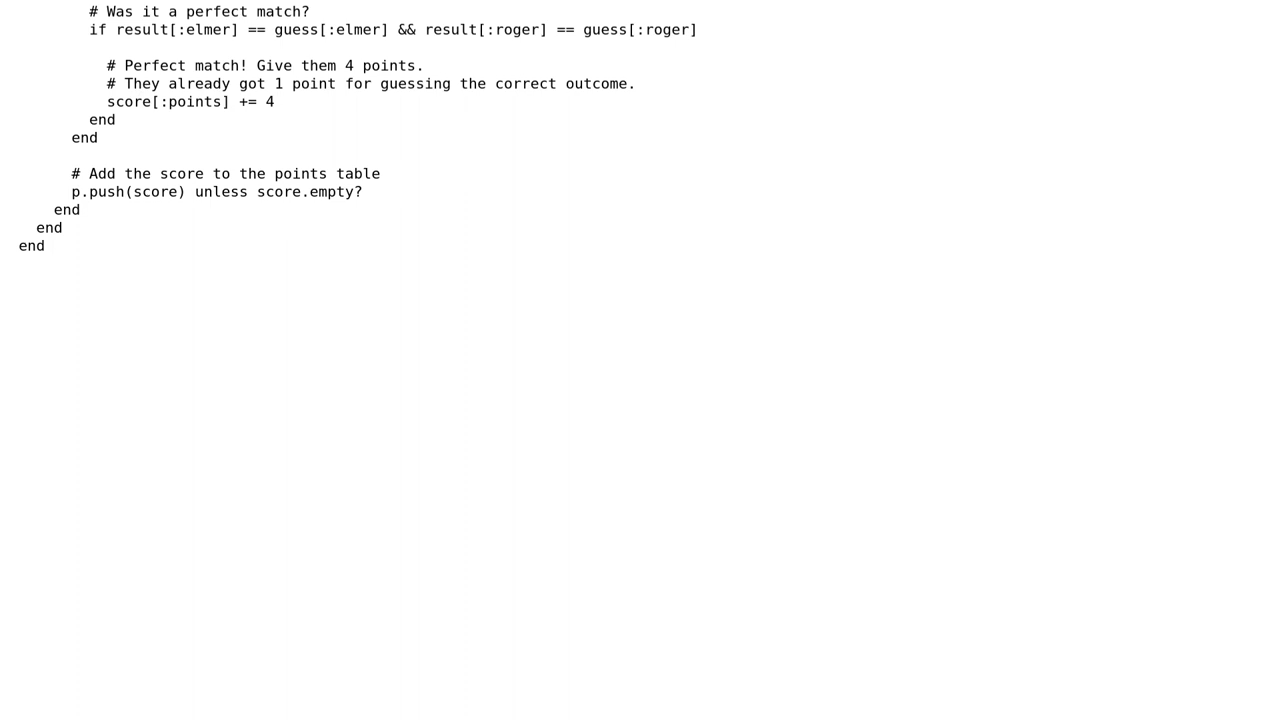 # Was it a perfect match?
if result[:elmer] == guess[:elmer] && result[:roger] == guess[:roger]
# Perfect match! Give them 4 points.
# They already got 1 point for guessing the correct outcome.
score[:points] += 4
end
end
# Add the score to the points table
p.push(score) unless score.empty?
end
end
end